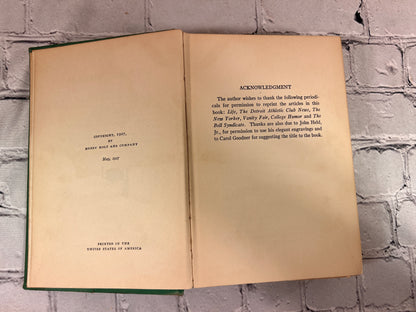 COPYRIGHT, 1927,
BY
HENRY HOLT AND COMPANY
May, 1927
PRINTED IN THE
UNITED STATES OF AMERICA
ACKNOWLEDGMENT
The author wishes to thank the following periodi-
cals for permission to reprint the articles in this
book: Life, The Detroit Athletic Club News, The
New Yorker, Vanity Fair, College Humor and The
Bell Syndicate. Thanks are also due to John Held,
Jr., for permission to use his elegant engravings and
to Carol Goodner for suggesting the title to the book.